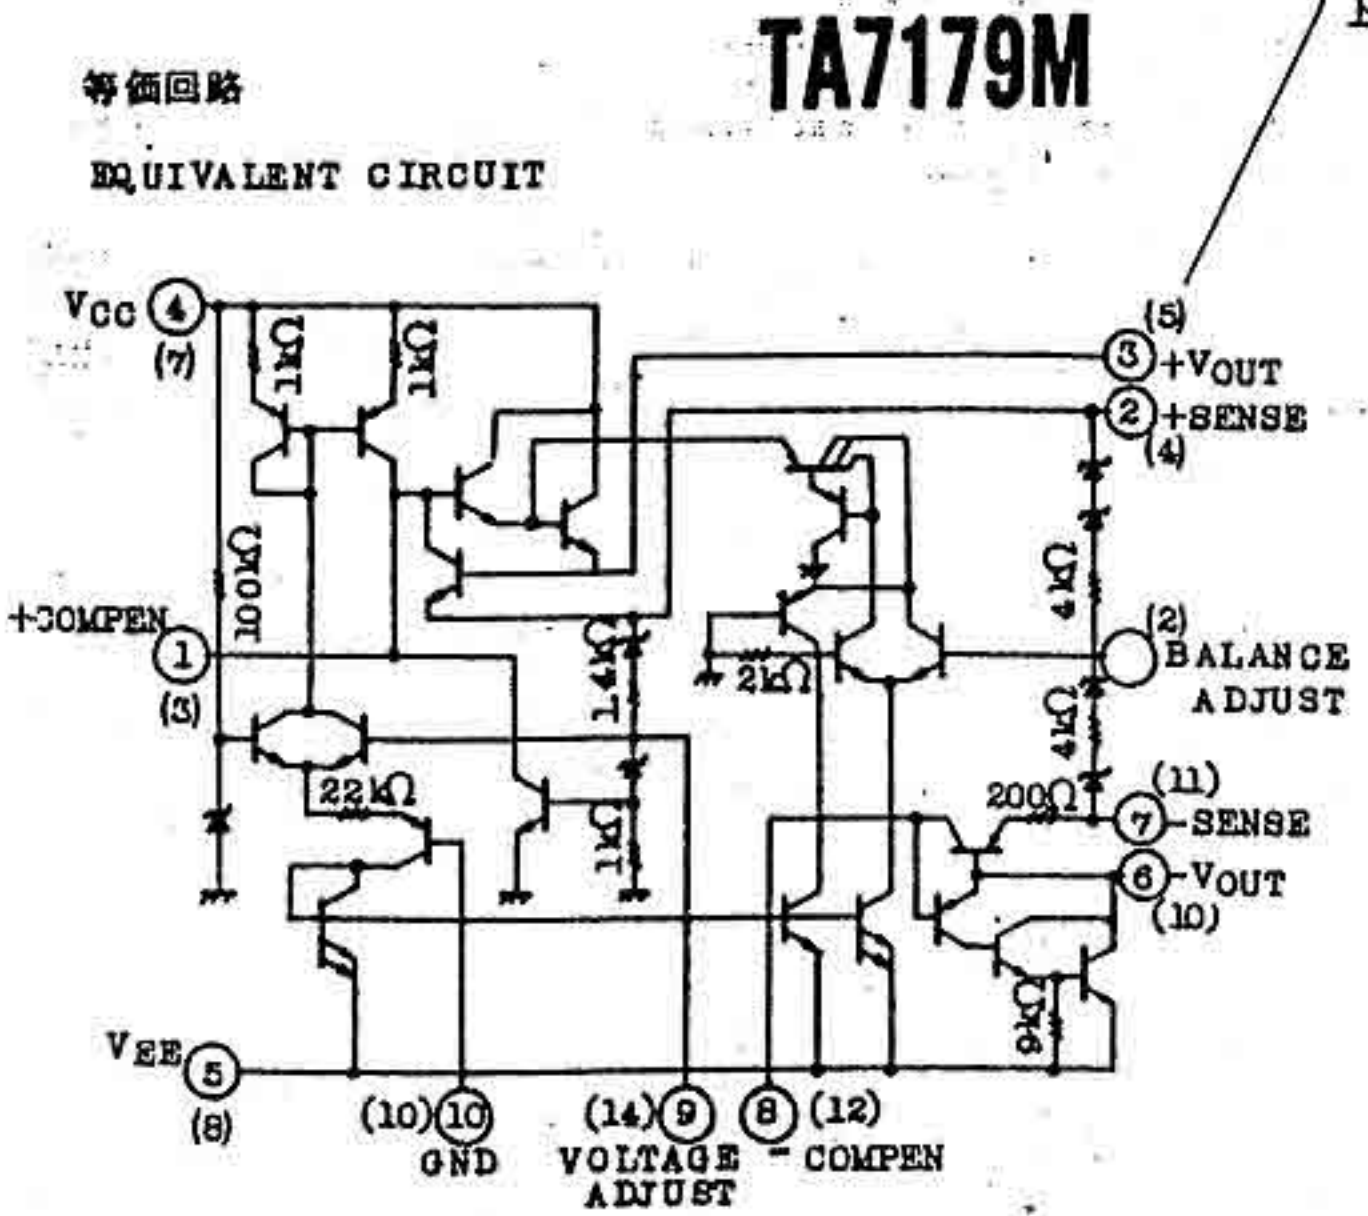 TA7179M
等価回路
EQUIVALENT CIRCUIT
VCC 4
(7)
1kΩ
1kΩ
(5)
3 +VOUT
2 +SENSE
(4)
100kΩ
4kΩ
+COMPEN
1
(3)
1.4kΩ
2kΩ
(2)
BALANCE
ADJUST
4kΩ
22kΩ
1kΩ
200Ω
(11)
7 -SENSE
6 -VOUT
(10)
9kΩ
VEE 5
(8)
(10) 10
GND
(14) 9
VOLTAGE
ADJUST
8 (12)
- COMPEN